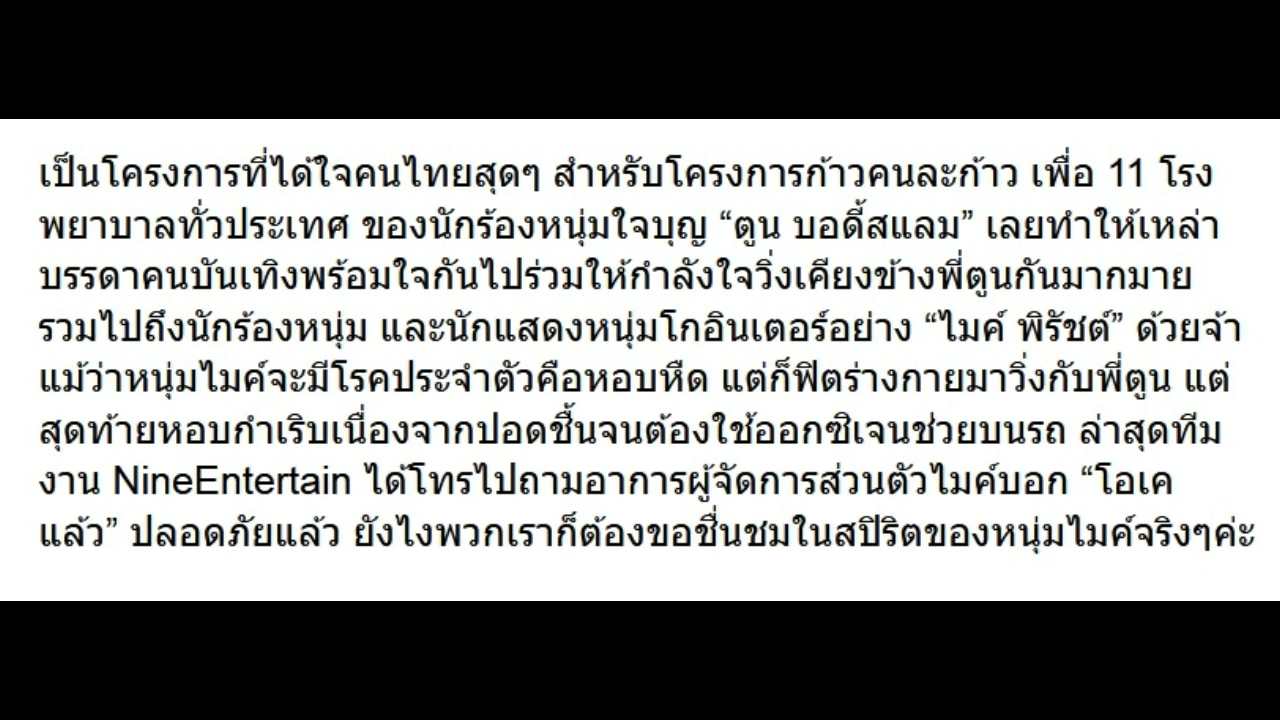 เป็นโครงการที่ได้ใจคนไทยสุดๆ สำหรับโครงการก้าวคนละก้าว เพื่อ 11 โรง
พยาบาลทั่วประเทศ ของนักร้องหนุ่มใจบุญ “ตูน บอดี้สแลม” เลยทำให้เหล่า
บรรดาคนบันเทิงพร้อมใจกันไปร่วมให้กำลังใจวิ่งเคียงข้างพี่ตูนกันมากมาย
รวมไปถึงนักร้องหนุ่ม และนักแสดงหนุ่มโกอินเตอร์อย่าง “ไมค์ พิรัชต์” ด้วยจ้า
แม้ว่าหนุ่มไมค์จะมีโรคประจำตัวคือหอบหืด แต่ก็ฟิตร่างกายมาวิ่งกับพี่ตูน แต่
สุดท้ายหอบกำเริบเนื่องจากปอดชื้นจนต้องใช้ออกซิเจนช่วยบนรถ ล่าสุดทีม
งาน NineEntertain ได้โทรไปถามอาการผู้จัดการส่วนตัวไมค์บอก “โอเค
แล้ว” ปลอดภัยแล้ว ยังไงพวกเราก็ต้องขอชื่นชมในสปิริตของหนุ่มไมค์จริงๆค่ะ